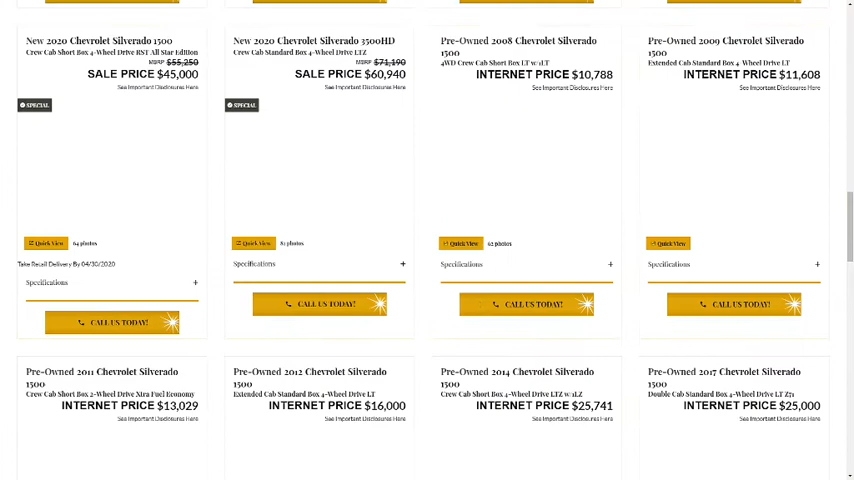 New 2020 Chevrolet Silverado 1500
Crew Cab Short Box 4-Wheel Drive RST All Star Edition
MSRP $55,250
SALE PRICE $45,000
See Important Disclosures Here
SPECIAL
Quick View 64 photos
Take Retail Delivery By 04/30/2020
Specifications +
CALL US TODAY!
New 2020 Chevrolet Silverado 3500HD
Crew Cab Standard Box 4-Wheel Drive LTZ
MSRP $71,190
SALE PRICE $60,940
See Important Disclosures Here
SPECIAL
Quick View 81 photos
Specifications +
CALL US TODAY!
Pre-Owned 2008 Chevrolet Silverado
1500
4WD Crew Cab Short Box LT w/1LT
INTERNET PRICE $10,788
See Important Disclosures Here
Quick View 62 photos
Specifications +
CALL US TODAY!
Pre-Owned 2009 Chevrolet Silverado
1500
Extended Cab Standard Box 4-Wheel Drive LT
INTERNET PRICE $11,608
See Important Disclosures Here
Quick View
Specifications +
CALL US TODAY!
Pre-Owned 2011 Chevrolet Silverado
1500
Crew Cab Short Box 2-Wheel Drive Xtra Fuel Economy
INTERNET PRICE $13,029
See Important Disclosures Here
Pre-Owned 2012 Chevrolet Silverado
1500
Extended Cab Standard Box 4-Wheel Drive LT
INTERNET PRICE $16,000
See Important Disclosures Here
Pre-Owned 2014 Chevrolet Silverado
1500
Crew Cab Short Box 4-Wheel Drive LTZ w/1LZ
INTERNET PRICE $25,741
See Important Disclosures Here
Pre-Owned 2017 Chevrolet Silverado
1500
Double Cab Standard Box 4-Wheel Drive LT Z71
INTERNET PRICE $25,000
See Important Disclosures Here